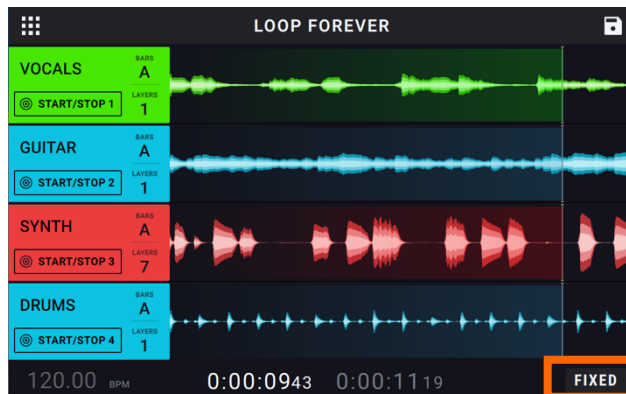 LOOP FOREVER
VOCALS
BARS
A
START/STOP 1
LAYERS
1
GUITAR
BARS
A
START/STOP 2
LAYERS
1
SYNTH
BARS
A
START/STOP 3
LAYERS
7
DRUMS
BARS
A
START/STOP 4
LAYERS
1
120.00 BPM 0:00:0943 0:00:1119 FIXED